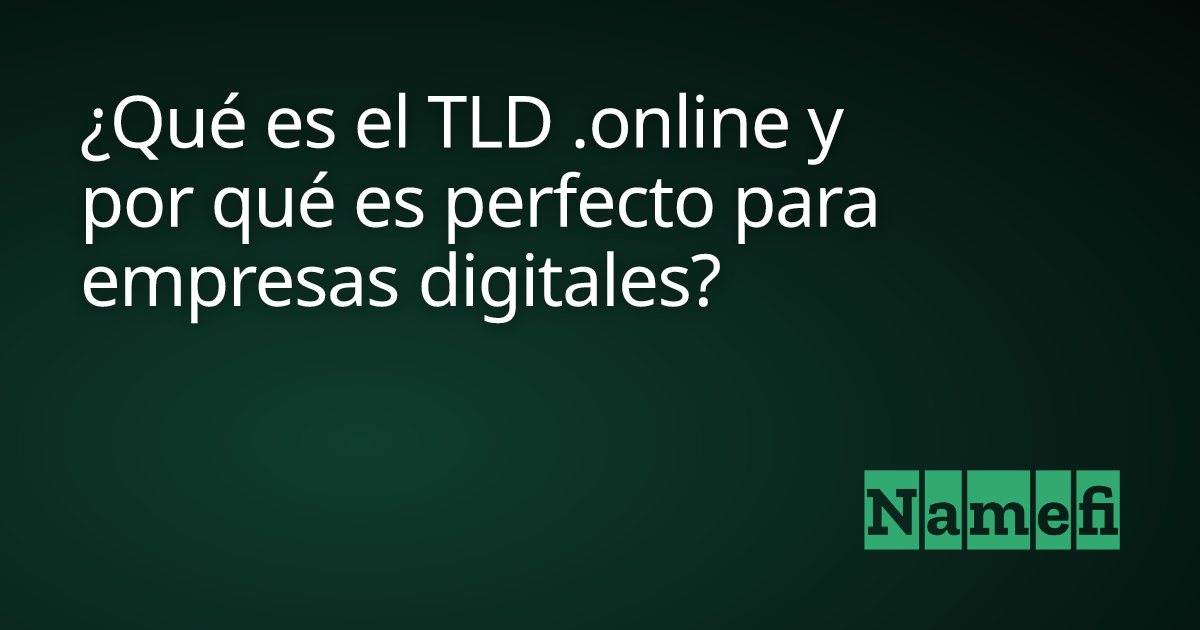 ¿Qué es el TLD .online y
por qué es perfecto para
empresas digitales?
Namefi